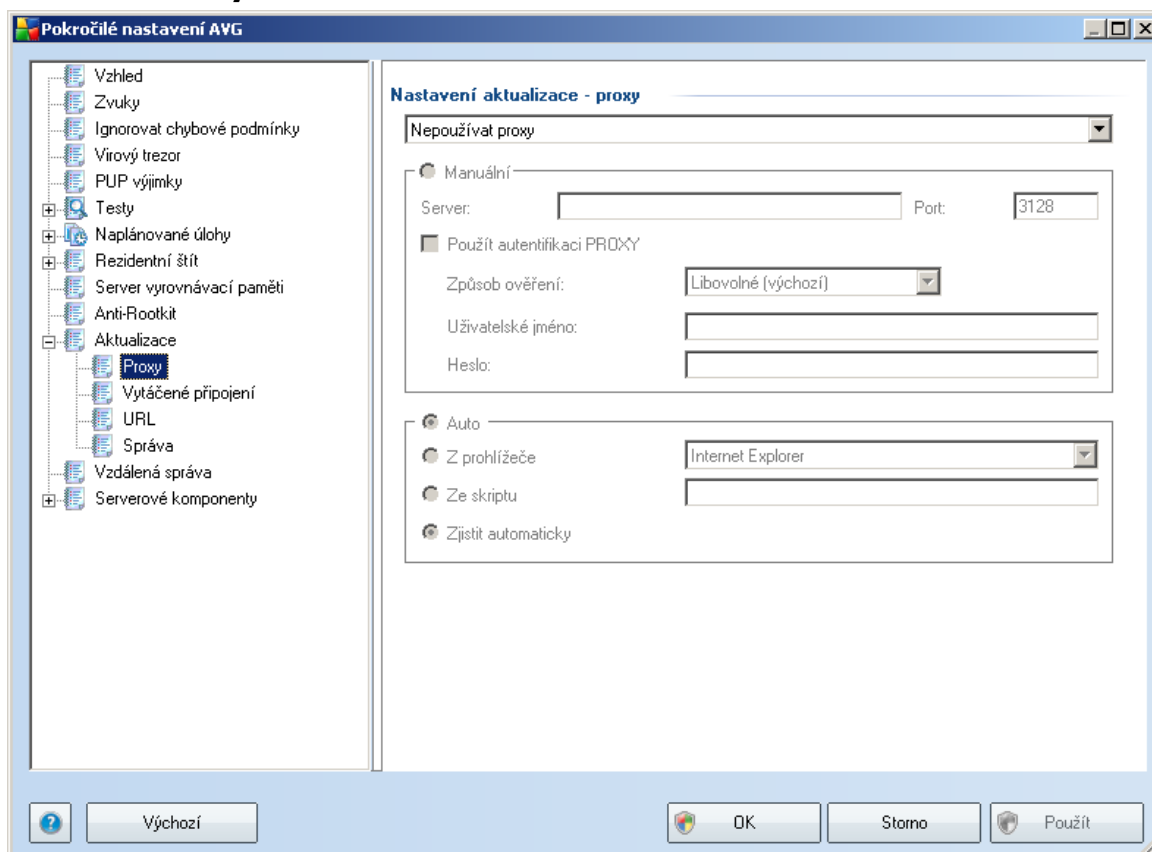 Pokročilé nastavení AVG
Vzhled
Zvuky
Ignorovat chybové podmínky
Virový trezor
PUP výjimky
Testy
Naplánované úlohy
Rezidentní štít
Server vyrovnávací paměti
Anti-Rootkit
Aktualizace
Proxy
Vytáčené připojení
URL
Správa
Vzdálená správa
Serverové komponenty
Nastavení aktualizace - proxy
Nepoužívat proxy
Manuální
Server: Port: 3128
Použít autentifikaci PROXY
Způsob ověření: Libovolné (výchozí)
Uživatelské jméno:
Heslo:
Auto
Z prohlížeče Internet Explorer
Ze skriptu
Zjistit automaticky
Výchozí OK Storno Použít